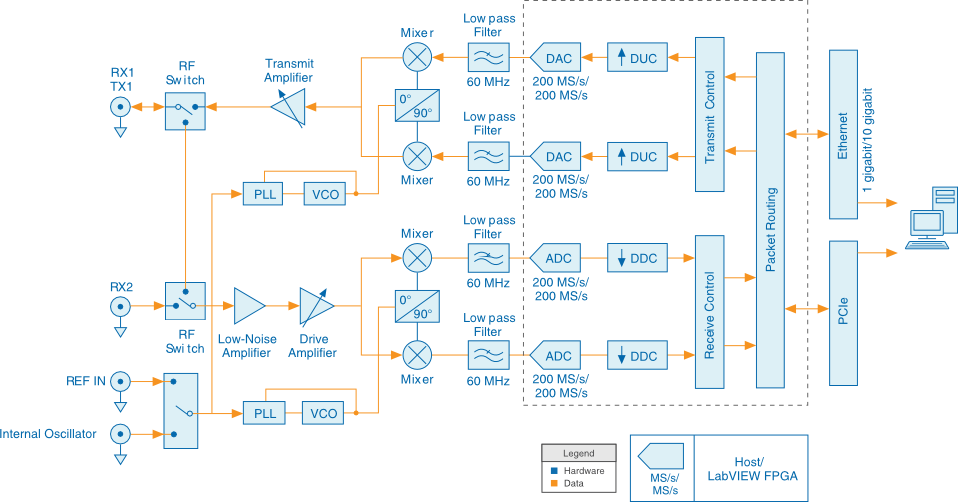 RX1
TX1
RF
Switch
Transmit
Amplifier
Mixer
0°
90°
Mixer
Low pass
Filter
60 MHz
Low pass
Filter
60 MHz
DAC
200 MS/s/
200 MS/s
DUC
DAC
200 MS/s/
200 MS/s
DUC
Transmit Control
Packet Routing
Ethernet
1 gigabit/10 gigabit
PLL
VCO
RX2
RF
Switch
Low-Noise
Amplifier
Drive
Amplifier
Mixer
0°
90°
Mixer
Low pass
Filter
60 MHz
Low pass
Filter
60 MHz
ADC
200 MS/s/
200 MS/s
DDC
ADC
200 MS/s/
200 MS/s
DDC
Receive Control
PCIe
REF IN
Internal Oscillator
PLL
VCO
Legend
Hardware
Data
MS/s/
MS/s
Host/
LabVIEW FPGA